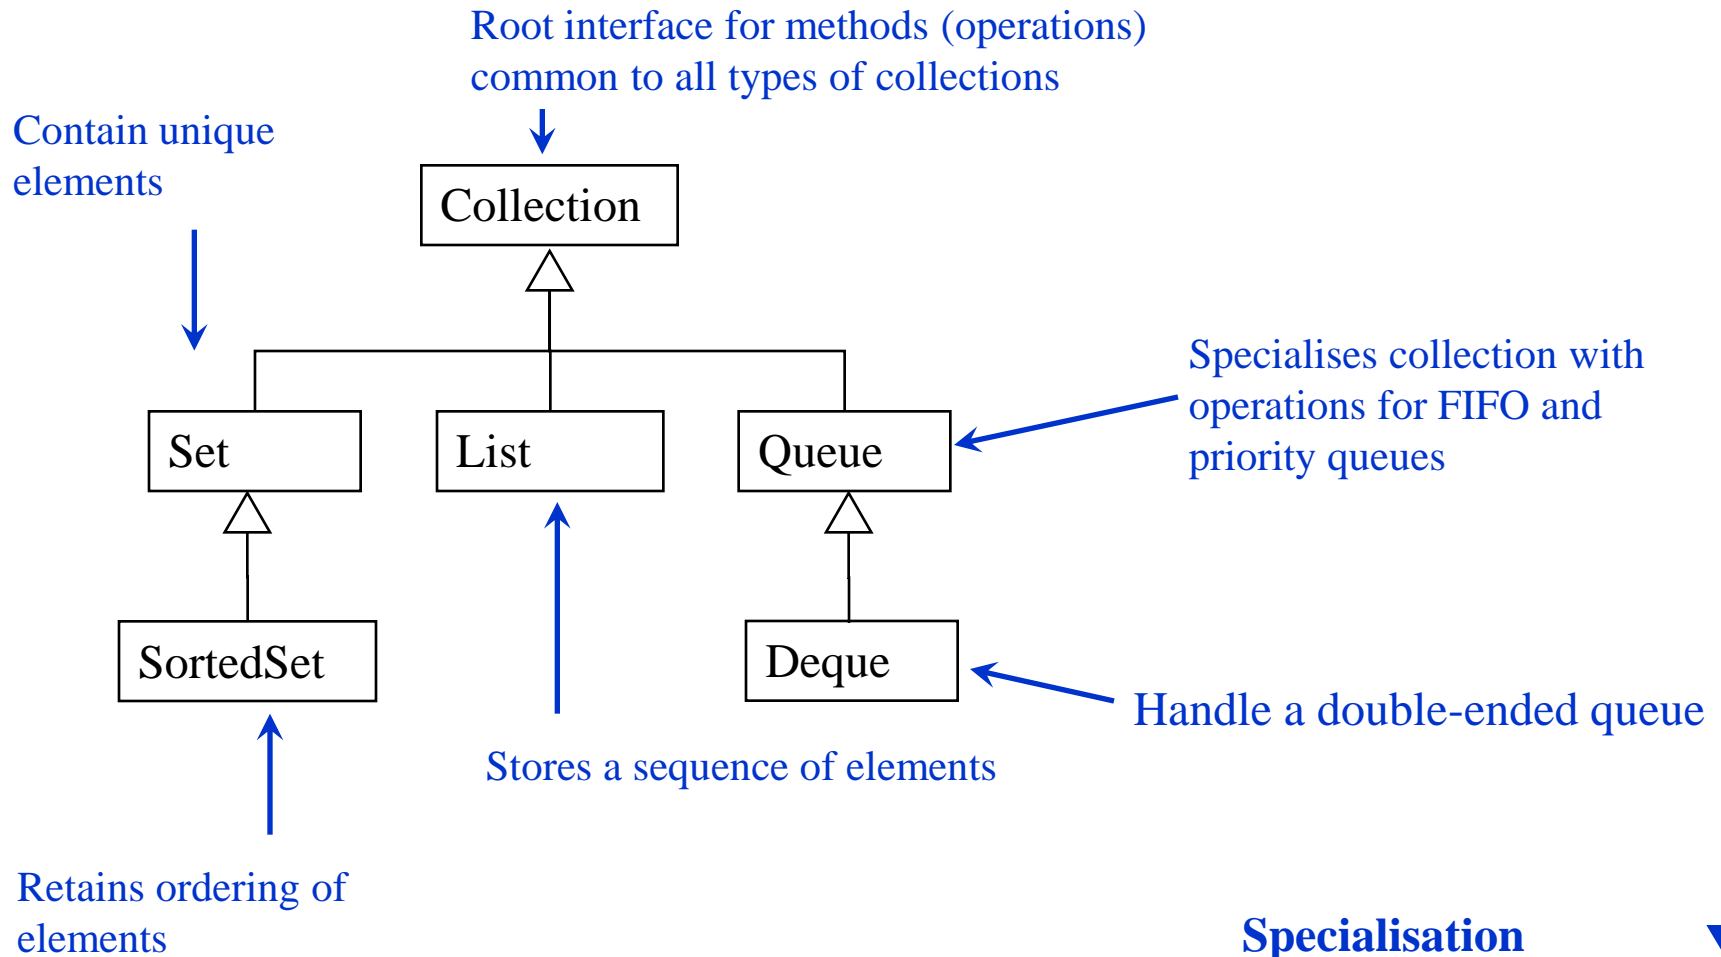 Root interface for methods (operations)
common to all types of collections
Contain unique
elements
Collection
Specialises collection with
operations for FIFO and
priority queues
Set
List
Queue
SortedSet
Deque
Handle a double-ended queue
Stores a sequence of elements
Retains ordering of
elements
Specialisation